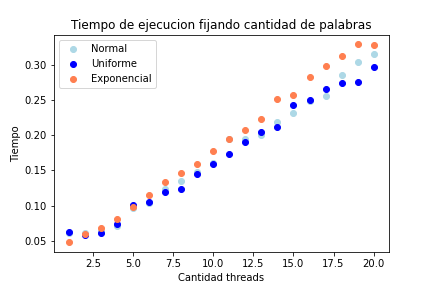 Tiempo de ejecucion fijando cantidad de palabras
Normal
Uniforme
Exponencial
0.30
0.25
0.20
0.15
0.10
0.05
Tiempo
2.5 5.0 7.5 10.0 12.5 15.0 17.5 20.0
Cantidad threads